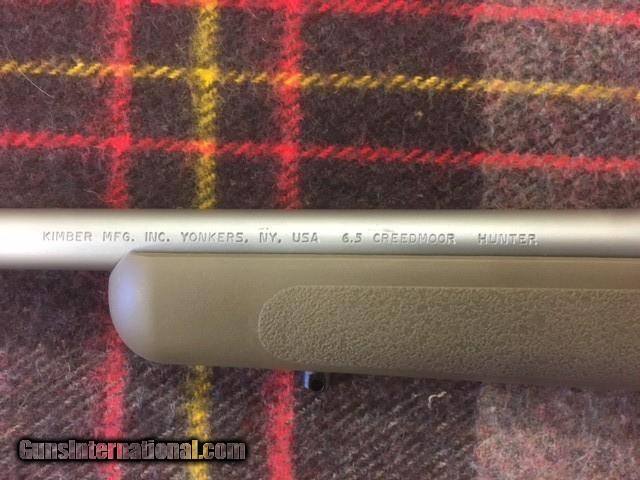 KIMBER MFG. INC. YONKERS, NY, USA 6.5 CREEDMOOR HUNTER
GunsInternational.com